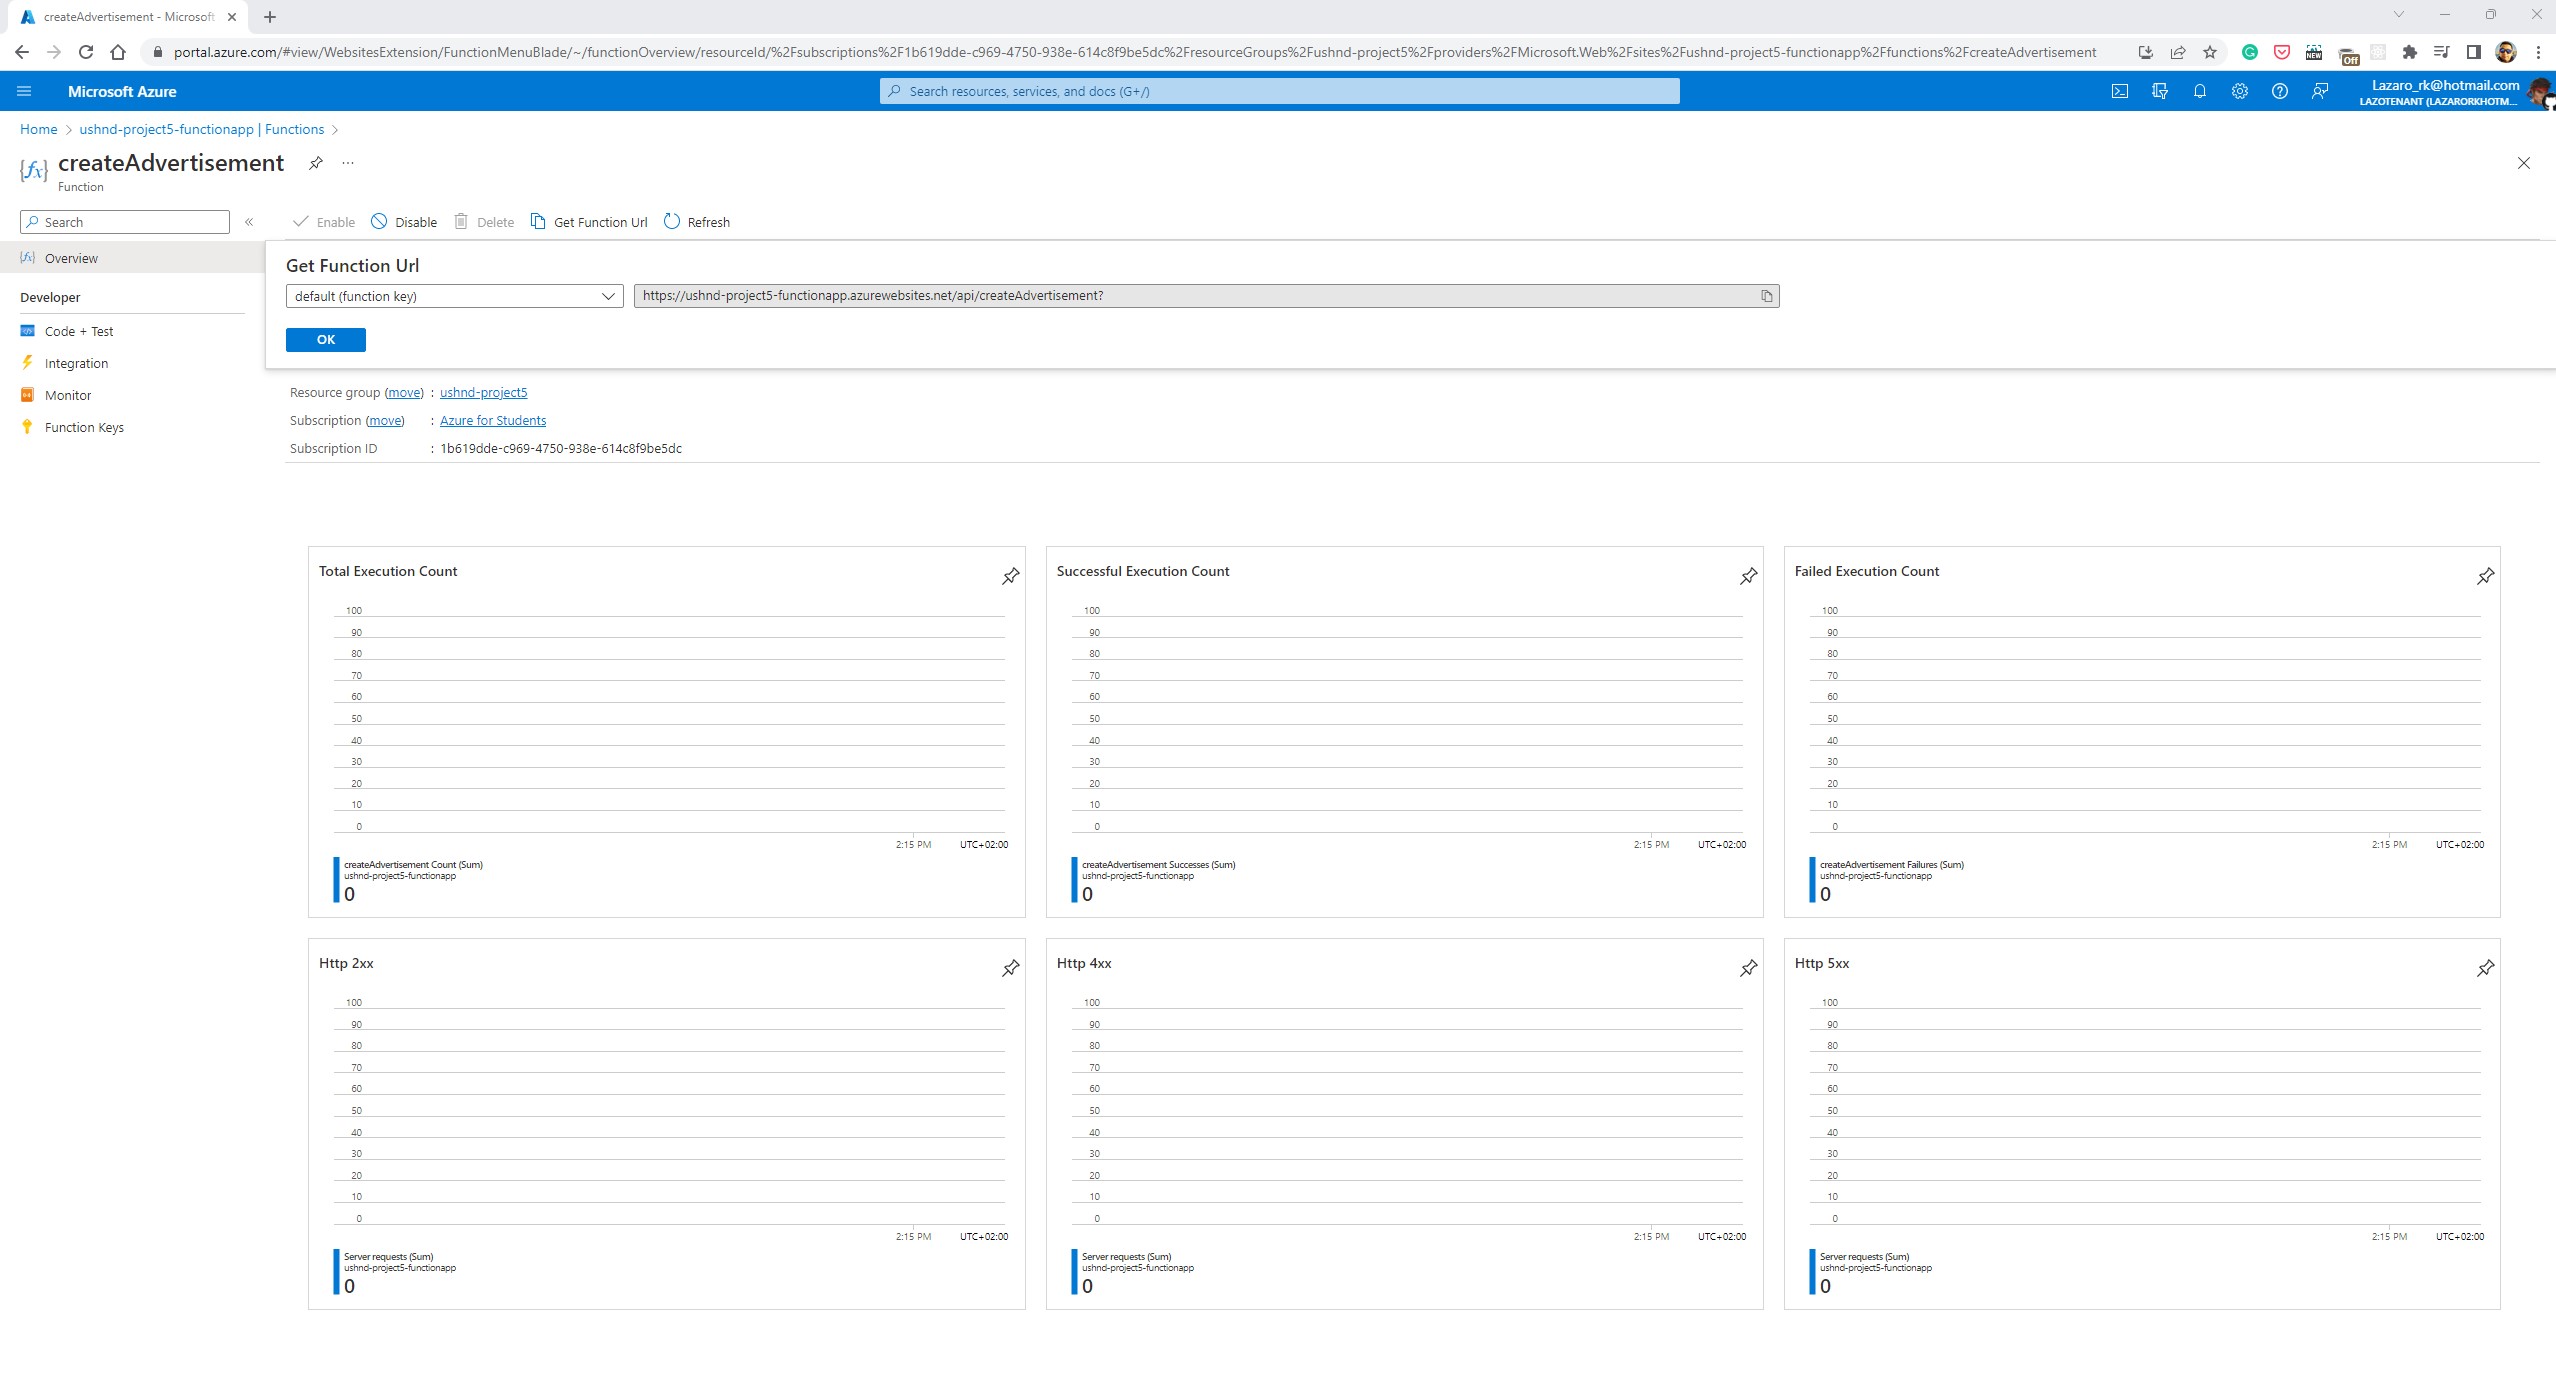 createAdvertisement - Microsoft
portal.azure.com/#view/WebsitesExtension/FunctionMenuBlade/~/functionOverview/resourceId/%2Fsubscriptions%2F1b619dde-c969-4750-938e-614c8f9be5dc%2FresourceGroups%2Fushnd-project5%2Fproviders%2FMicrosoft.Web%2Fsites%2Fushnd-project5-functionapp%2Ffunctions%2FcreateAdvertisement
NEW
Off
Microsoft Azure
Search resources, services, and docs (G+/)
Lazaro_rk@hotmail.com
LAZOTENANT (LAZARORKHOTM...
Home > ushnd-project5-functionapp | Functions >
createAdvertisement
...
Function
Search
«
Enable Disable Delete Get Function Url Refresh
Overview
Developer
Code + Test
Integration
Monitor
Function Keys
Get Function Url
default (function key)
https://ushnd-project5-functionapp.azurewebsites.net/api/createAdvertisement?
OK
Resource group (move) : ushnd-project5
Subscription (move) : Azure for Students
Subscription ID : 1b619dde-c969-4750-938e-614c8f9be5dc
Total Execution Count
100
90
80
70
60
50
40
30
20
10
0
2:15 PM UTC+02:00
createAdvertisement Count (Sum)
ushnd-project5-functionapp
0
Successful Execution Count
100
90
80
70
60
50
40
30
20
10
0
2:15 PM UTC+02:00
createAdvertisement Successes (Sum)
ushnd-project5-functionapp
0
Failed Execution Count
100
90
80
70
60
50
40
30
20
10
0
2:15 PM UTC+02:00
createAdvertisement Failures (Sum)
ushnd-project5-functionapp
0
Http 2xx
100
90
80
70
60
50
40
30
20
10
0
2:15 PM UTC+02:00
Server requests (Sum)
ushnd-project5-functionapp
0
Http 4xx
100
90
80
70
60
50
40
30
20
10
0
2:15 PM UTC+02:00
Server requests (Sum)
ushnd-project5-functionapp
0
Http 5xx
100
90
80
70
60
50
40
30
20
10
0
2:15 PM UTC+02:00
Server requests (Sum)
ushnd-project5-functionapp
0